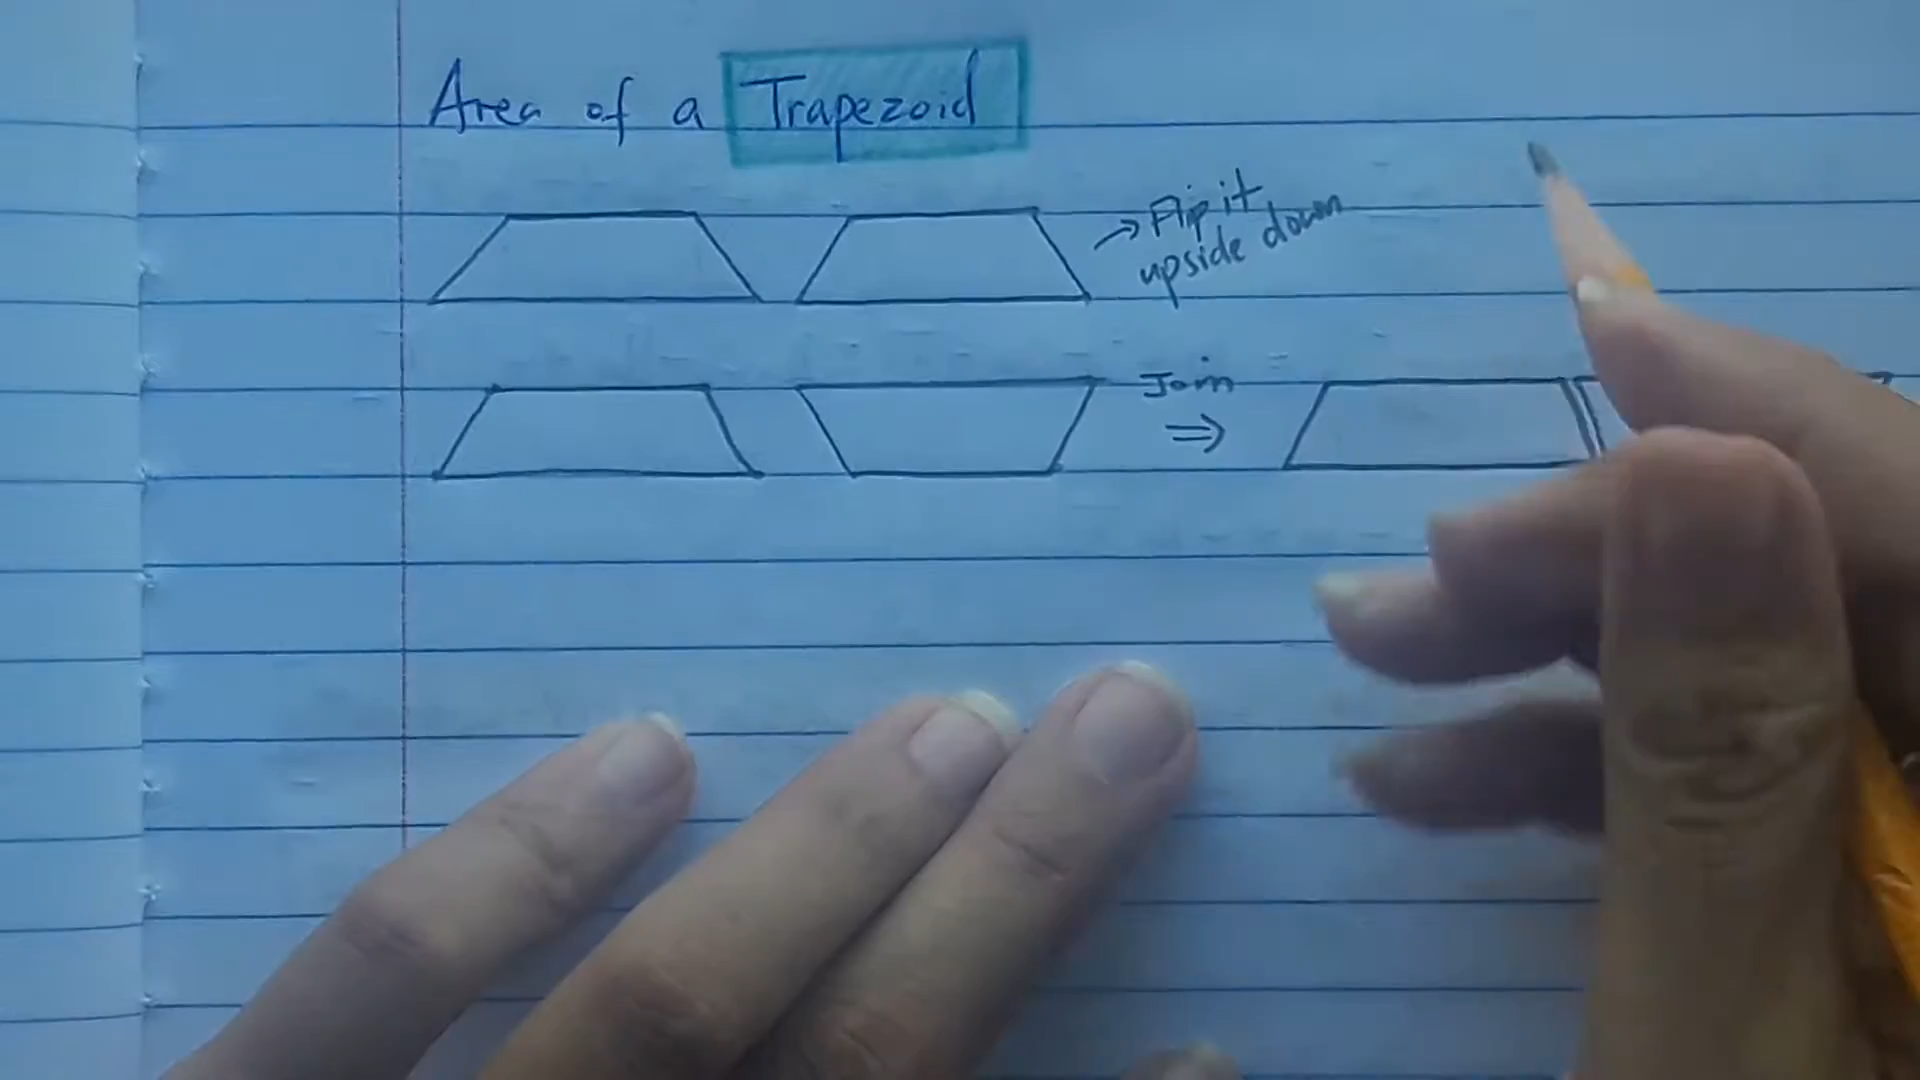 Area of a Trapezoid
→ Flip it
upside down
Join
⇒